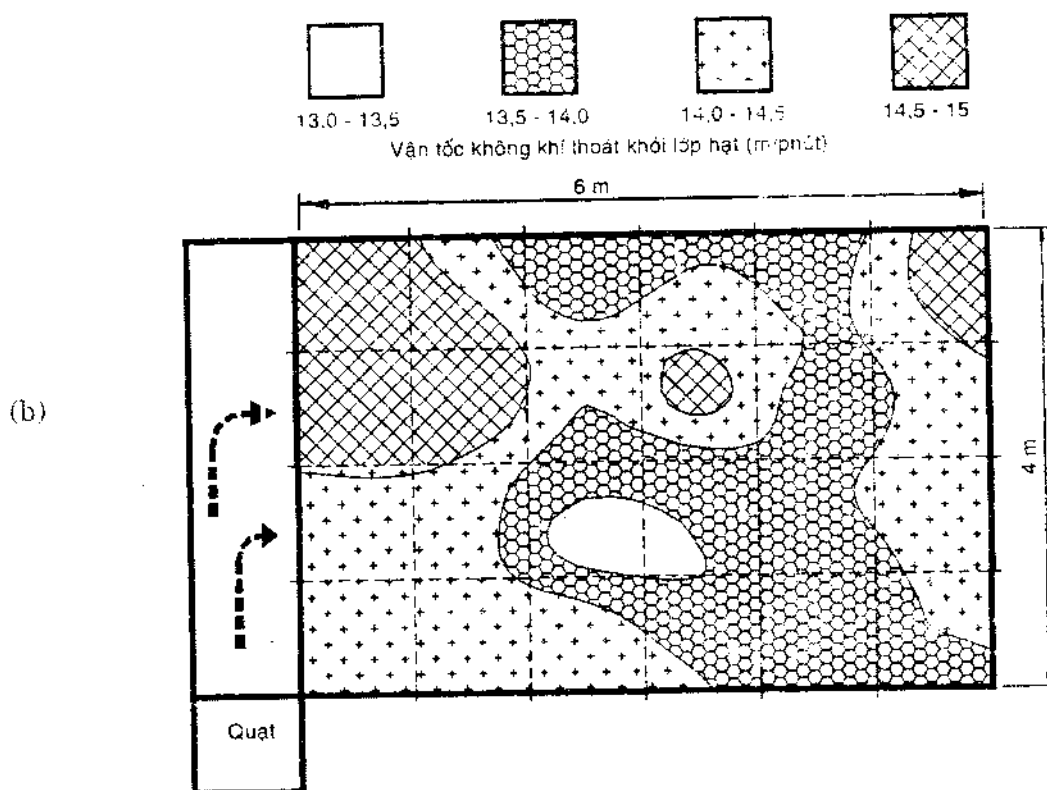 13,0 - 13,5 13,5 - 14,0 14,0 - 14,5 14,5 - 15
Vận tốc không khí thoát khỏi lớp hạt (m/phút)
6 m
(b)
4 m
Quạt